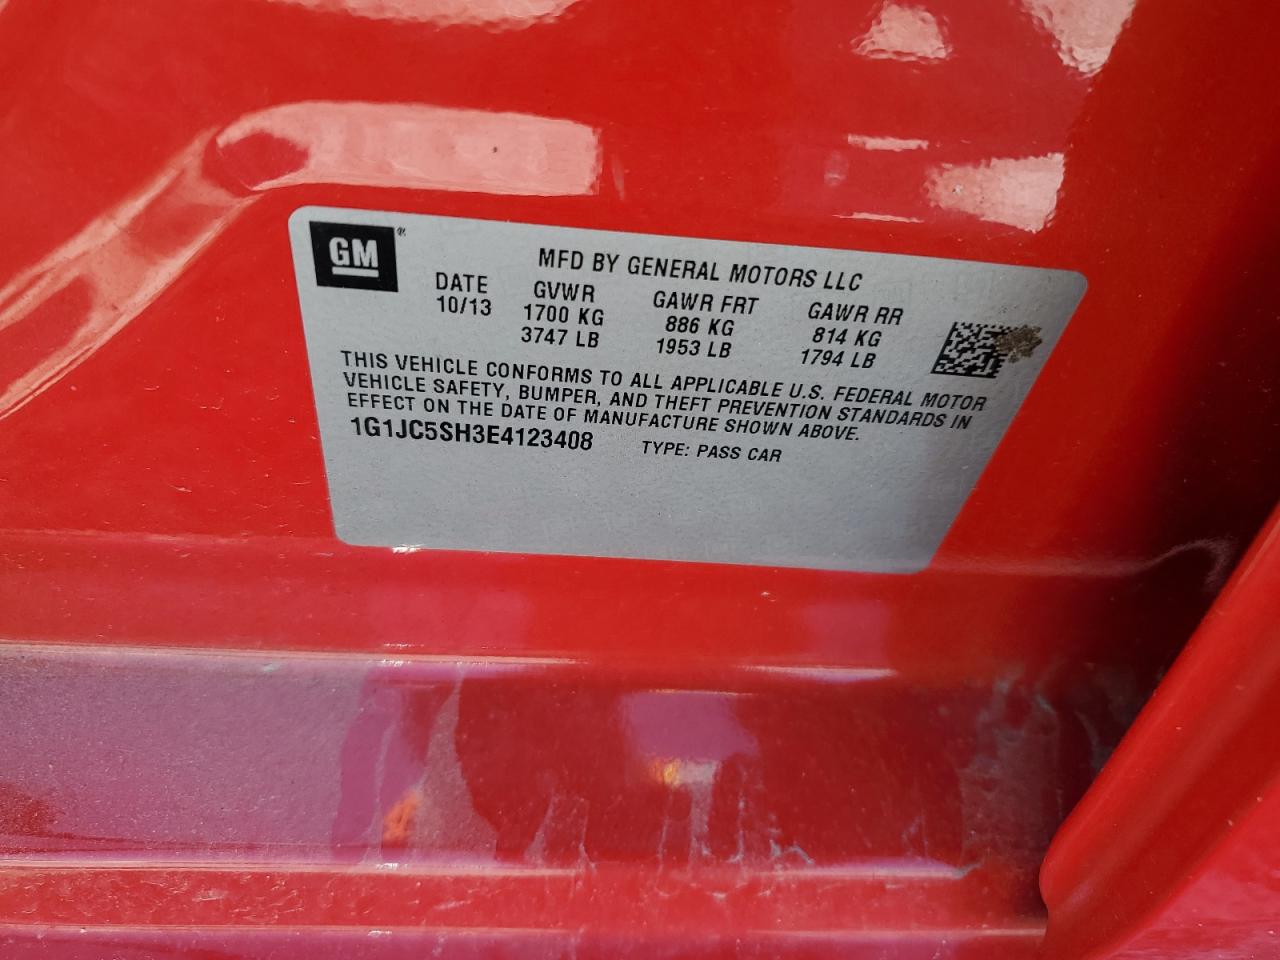 GM ®
MFD BY GENERAL MOTORS LLC
DATE GVWR GAWR FRT GAWR RR
10/13 1700 KG 886 KG 814 KG
3747 LB 1953 LB 1794 LB
THIS VEHICLE CONFORMS TO ALL APPLICABLE U.S. FEDERAL MOTOR
VEHICLE SAFETY, BUMPER, AND THEFT PREVENTION STANDARDS IN
EFFECT ON THE DATE OF MANUFACTURE SHOWN ABOVE.
1G1JC5SH3E4123408 TYPE: PASS CAR